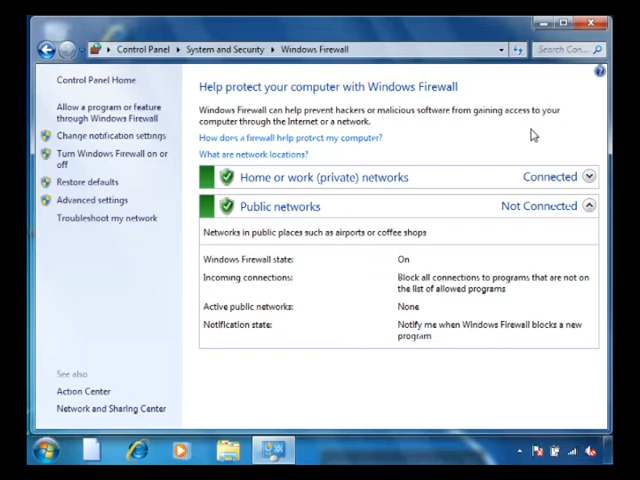 Control Panel ▸ System and Security ▸ Windows Firewall
Search Con...
Control Panel Home
Allow a program or feature
through Windows Firewall
Change notification settings
Turn Windows Firewall on or
off
Restore defaults
Advanced settings
Troubleshoot my network
See also
Action Center
Network and Sharing Center
Help protect your computer with Windows Firewall
Windows Firewall can help prevent hackers or malicious software from gaining access to your
computer through the Internet or a network.
How does a firewall help protect my computer?
What are network locations?
Home or work (private) networks Connected
Public networks Not Connected
Networks in public places such as airports or coffee shops
Windows Firewall state: On
Incoming connections: Block all connections to programs that are not on
the list of allowed programs
Active public networks: None
Notification state: Notify me when Windows Firewall blocks a new
program